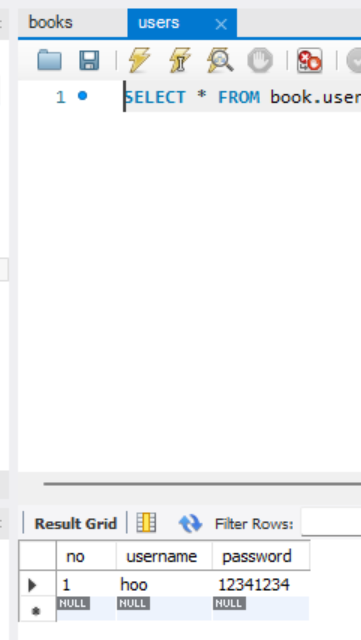 books users
1 SELECT * FROM book.user
Result Grid Filter Rows:
no username password
1 hoo 12341234
NULL NULL NULL